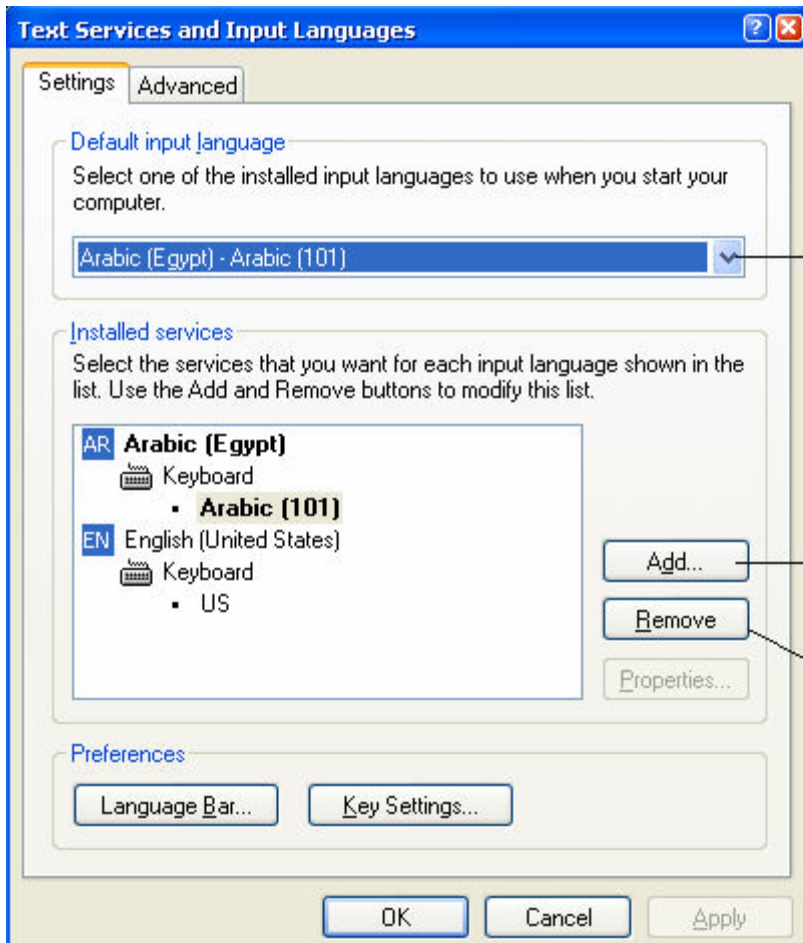 Text Services and Input Languages
Settings
Advanced
Default input language
Select one of the installed input languages to use when you start your
computer.
Arabic (Egypt) - Arabic (101)
Installed services
Select the services that you want for each input language shown in the
list. Use the Add and Remove buttons to modify this list.
AR Arabic (Egypt)
Keyboard
Arabic (101)
EN English (United States)
Keyboard
US
Add...
Remove
Properties...
Preferences
Language Bar...
Key Settings...
OK
Cancel
Apply